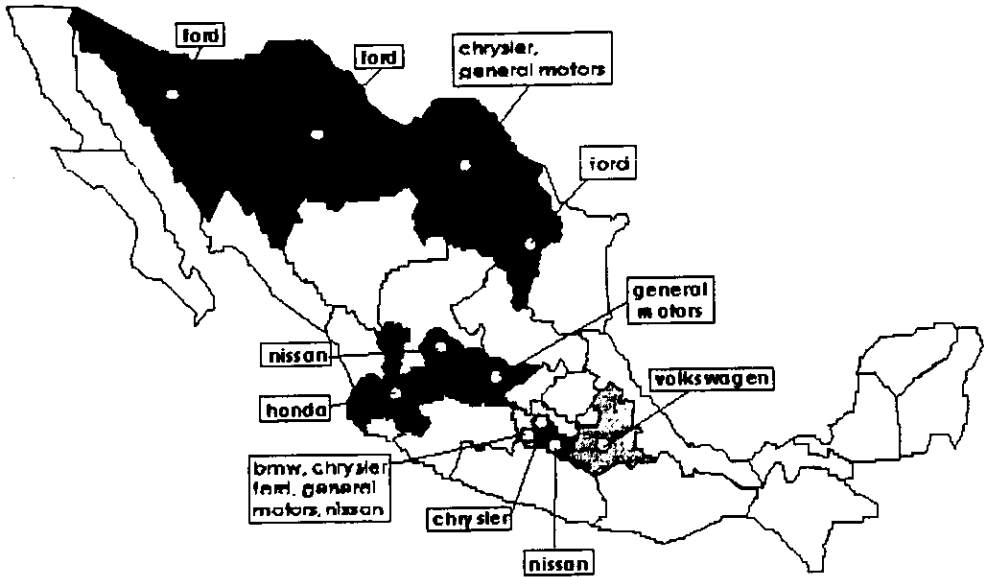 ford
ford
chrysler,
general motors
ford
general
motors
nissan
volkswagen
honda
bmw, chrysler
ford, general
motors, nissan
chrysler
nissan